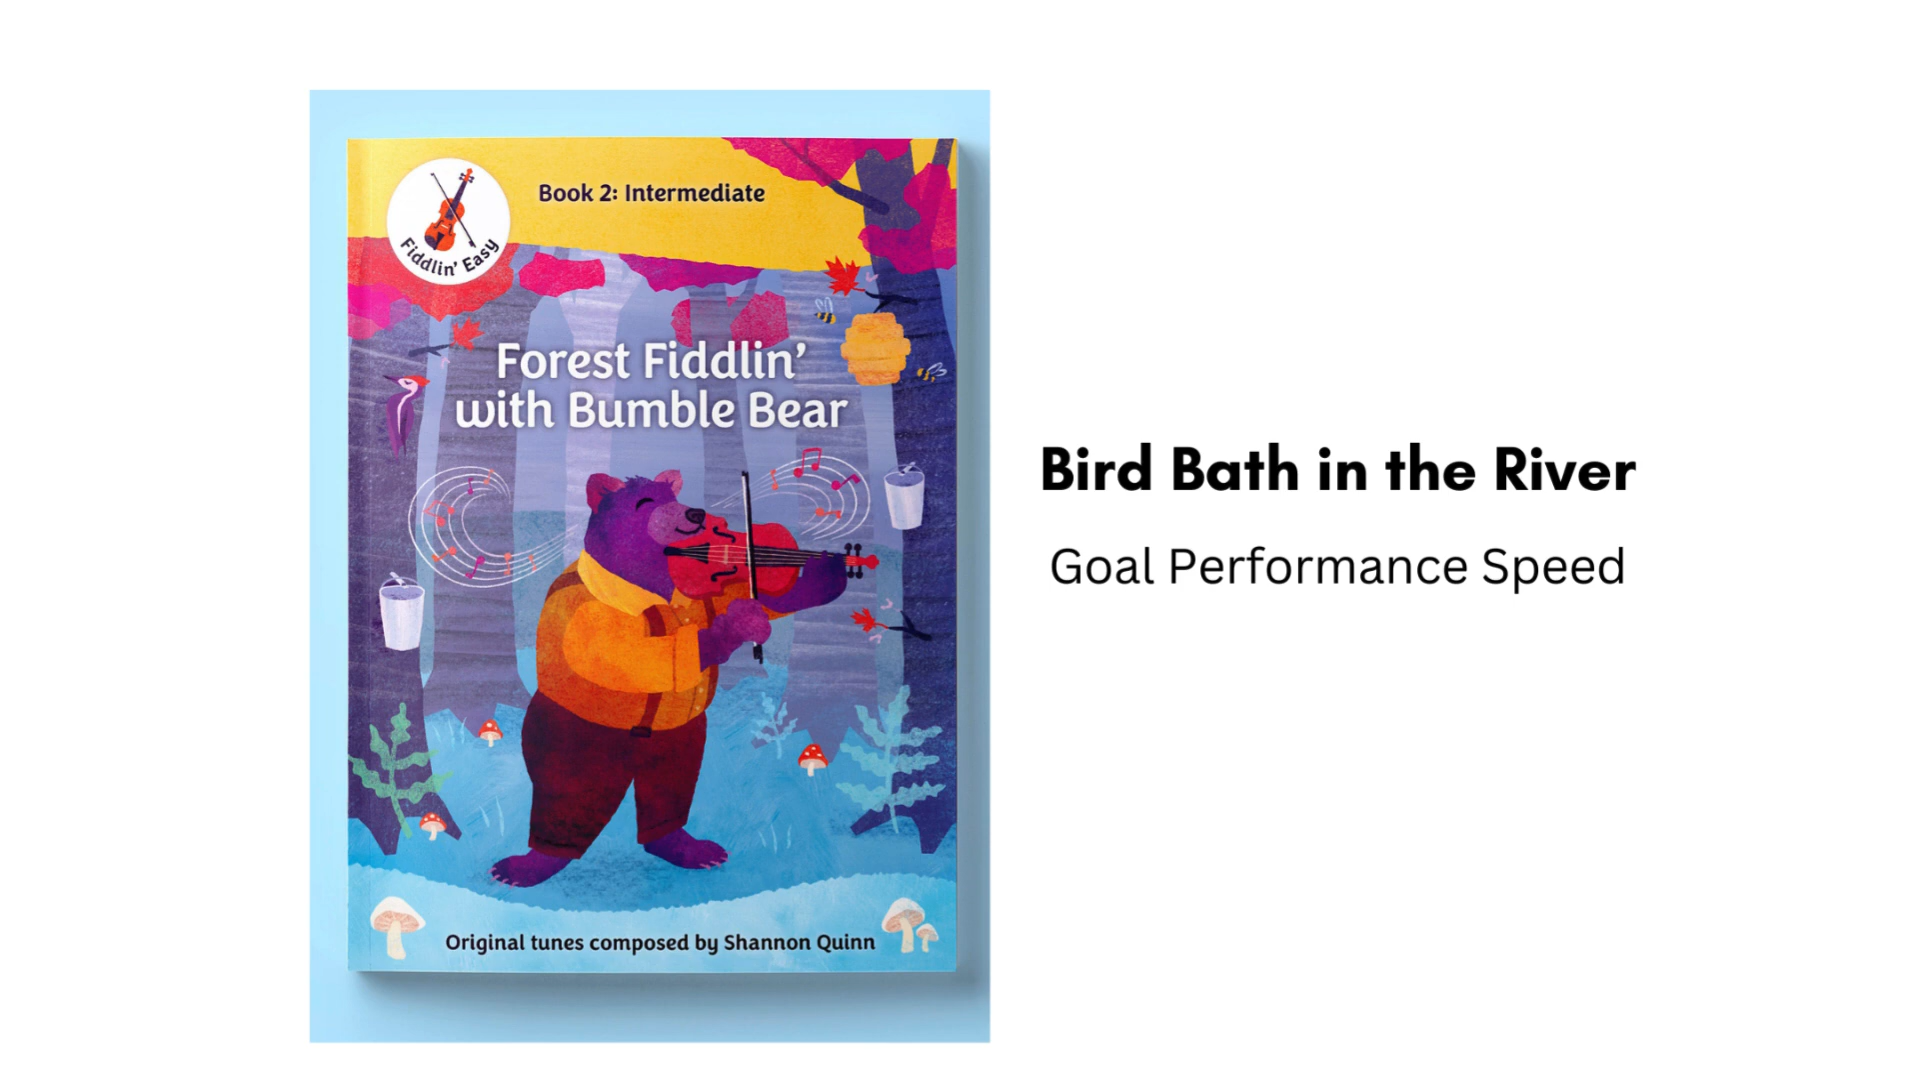 Book 2: Intermediate
Fiddlin' Easy
Forest Fiddlin'
with Bumble Bear
Original tunes composed by Shannon Quinn
Bird Bath in the River
Goal Performance Speed